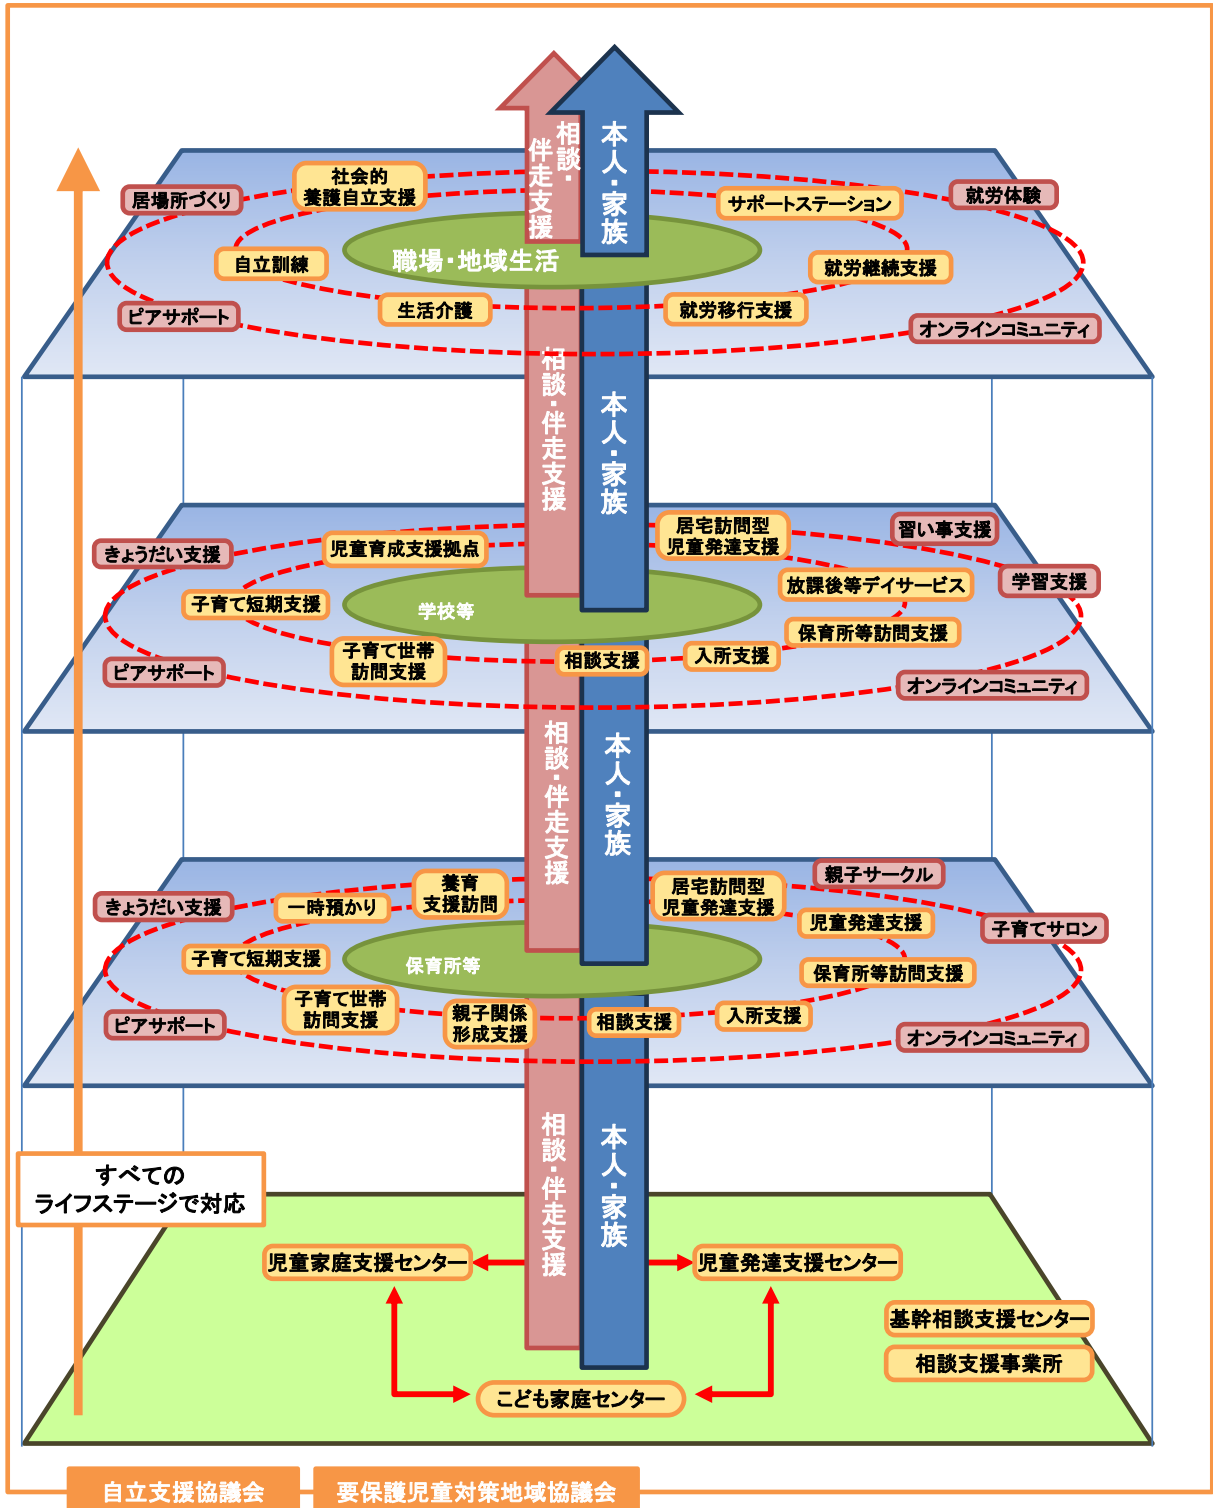 相談・
伴走支援
本人・家族
居場所づくり
社会的
養護自立支援
サポートステーション
就労体験
自立訓練
職場・地域生活
就労継続支援
ピアサポート
生活介護
就労移行支援
オンラインコミュニティ
相談・伴走支援
本人・家族
きょうだい支援
児童育成支援拠点
居宅訪問型
児童発達支援
習い事支援
子育て短期支援
学校等
放課後等デイサービス
学習支援
子育て世帯
訪問支援
相談支援
入所支援
保育所等訪問支援
ピアサポート
オンラインコミュニティ
相談・伴走支援
本人・家族
きょうだい支援
一時預かり
養育
支援訪問
居宅訪問型
児童発達支援
親子サークル
児童発達支援
子育てサロン
子育て短期支援
保育所等
保育所等訪問支援
子育て世帯
訪問支援
親子関係
形成支援
相談支援
入所支援
ピアサポート
オンラインコミュニティ
相談・伴走支援
本人・家族
すべての
ライフステージで対応
児童家庭支援センター
児童発達支援センター
基幹相談支援センター
相談支援事業所
こども家庭センター
自立支援協議会
要保護児童対策地域協議会